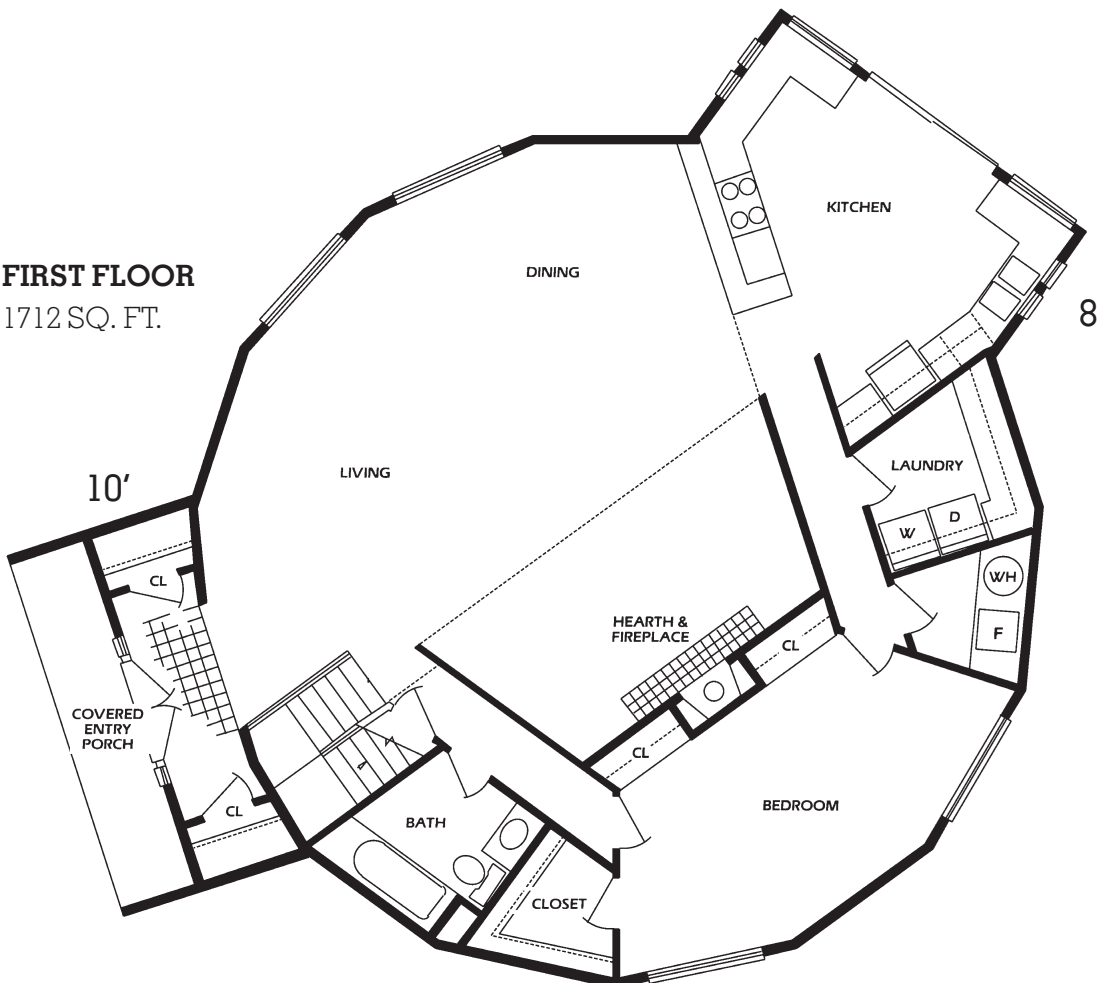 KITCHEN
FIRST FLOOR
1712 SQ. FT.
DINING
8
LIVING
10'
LAUNDRY
W
D
CL
WH
F
HEARTH &
FIREPLACE
CL
COVERED
ENTRY
PORCH
CL
CL
BATH
BEDROOM
CLOSET